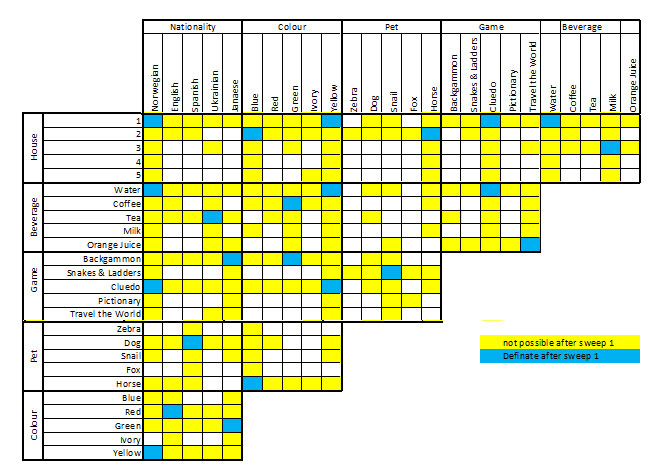 Nationality Colour Pet Game Beverage
Norwegian English Spanish Ukrainian Janaese Blue Red Green Ivory Yellow Zebra Dog Snail Fox Horse Backgammon Snakes & Ladders Cluedo Pictionary Travel the World Water Coffee Tea Milk Orange Juice
House
1
2
3
4
5
Beverage
Water
Coffee
Tea
Milk
Orange Juice
Game
Backgammon
Snakes & Ladders
Cluedo
Pictionary
Travel the World
Pet
Zebra
Dog
Snail
Fox
Horse
Colour
Blue
Red
Green
Ivory
Yellow
not possible after sweep 1
Definate after sweep 1